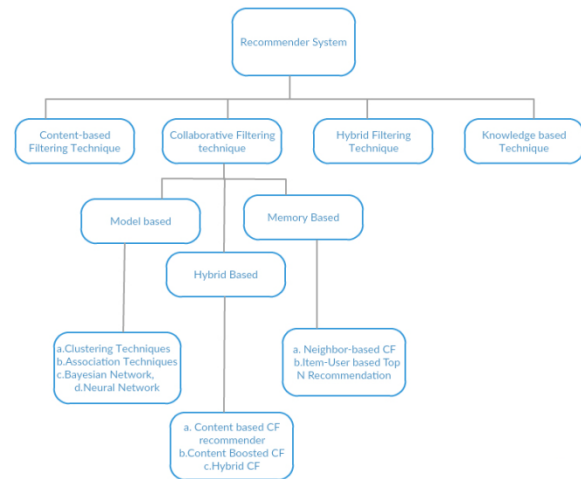 Recommender System
Content-based
Filtering Technique
Collaborative Filtering
technique
Hybrid Filtering
Technique
Knowledge based
Technique
Model based
Memory Based
Hybrid Based
a.Clustering Techniques
b.Association Techniques
c.Bayesian Network,
d.Neural Network
a. Neighbor-based CF
b.Item-User based Top
N Recommendation
a. Content based CF
recommender
b.Content Boosted CF
c.Hybrid CF